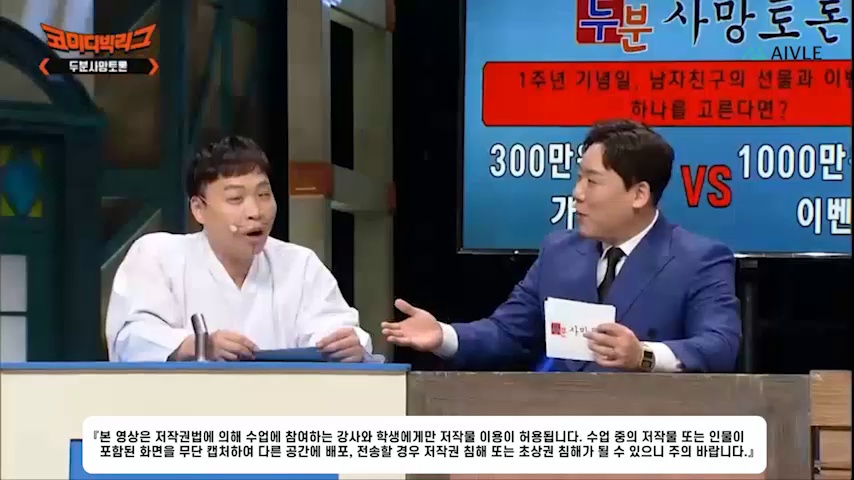 코미디빅리그
두분사망토론
두분 사망토론
AIVLE
1주년 기념일, 남자친구의 선물과 이벤
하나를 고른다면?
300만
VS
1000만
가
이벤
두분 사망토
『본 영상은 저작권법에 의해 수업에 참여하는 강사와 학생에게만 저작물 이용이 허용됩니다. 수업 중의 저작물 또는 인물이
포함된 화면을 무단 캡처하여 다른 공간에 배포, 전송할 경우 저작권 침해 또는 초상권 침해가 될 수 있으니 주의 바랍니다.』